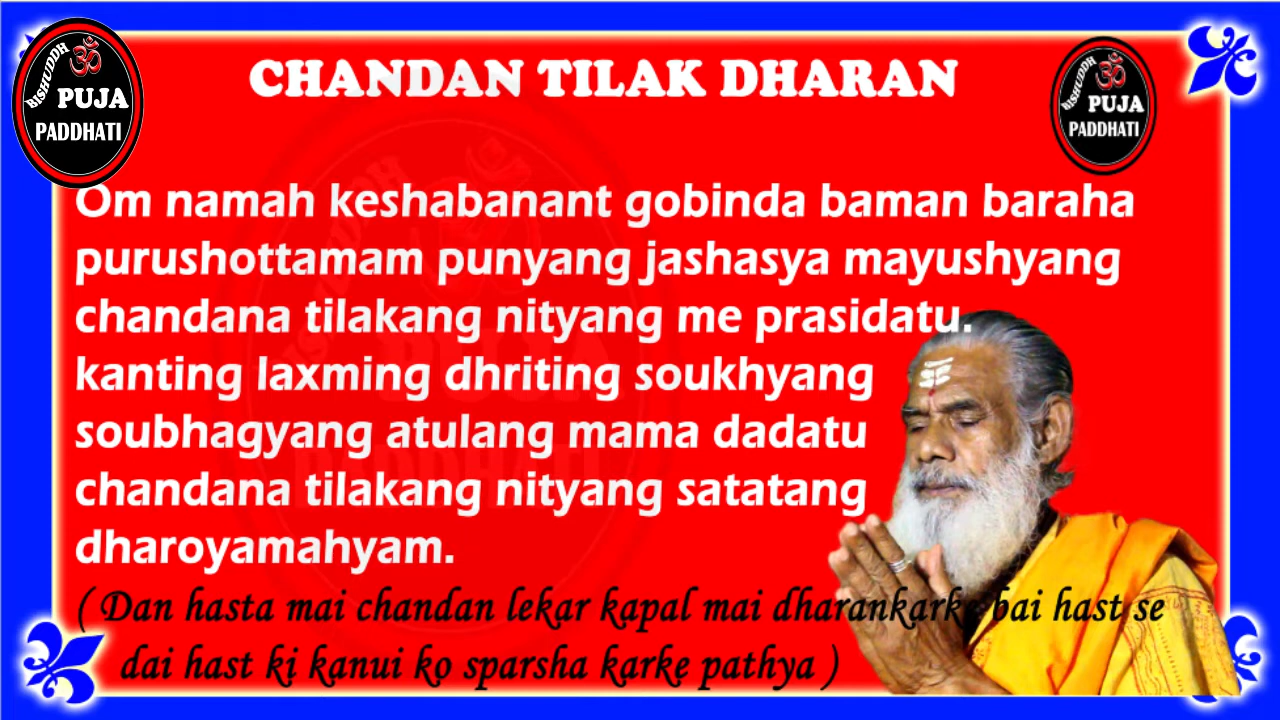 BISHUDDH
PUJA
PADDHATI
CHANDAN TILAK DHARAN
BISHUDDH
PUJA
PADDHATI
Om namah keshabanant gobinda baman baraha
purushottamam punyang jashasya mayushyang
chandana tilakang nityang me prasidatu.
kanting laxming dhriting soukhyang
soubhagyang atulang mama dadatu
chandana tilakang nityang satatang
dharoyamahyam.
( Dan hasta mai chandan lekar kapal mai dharankarke bai hast se
dai hast ki kanui ko sparsha karke pathya )